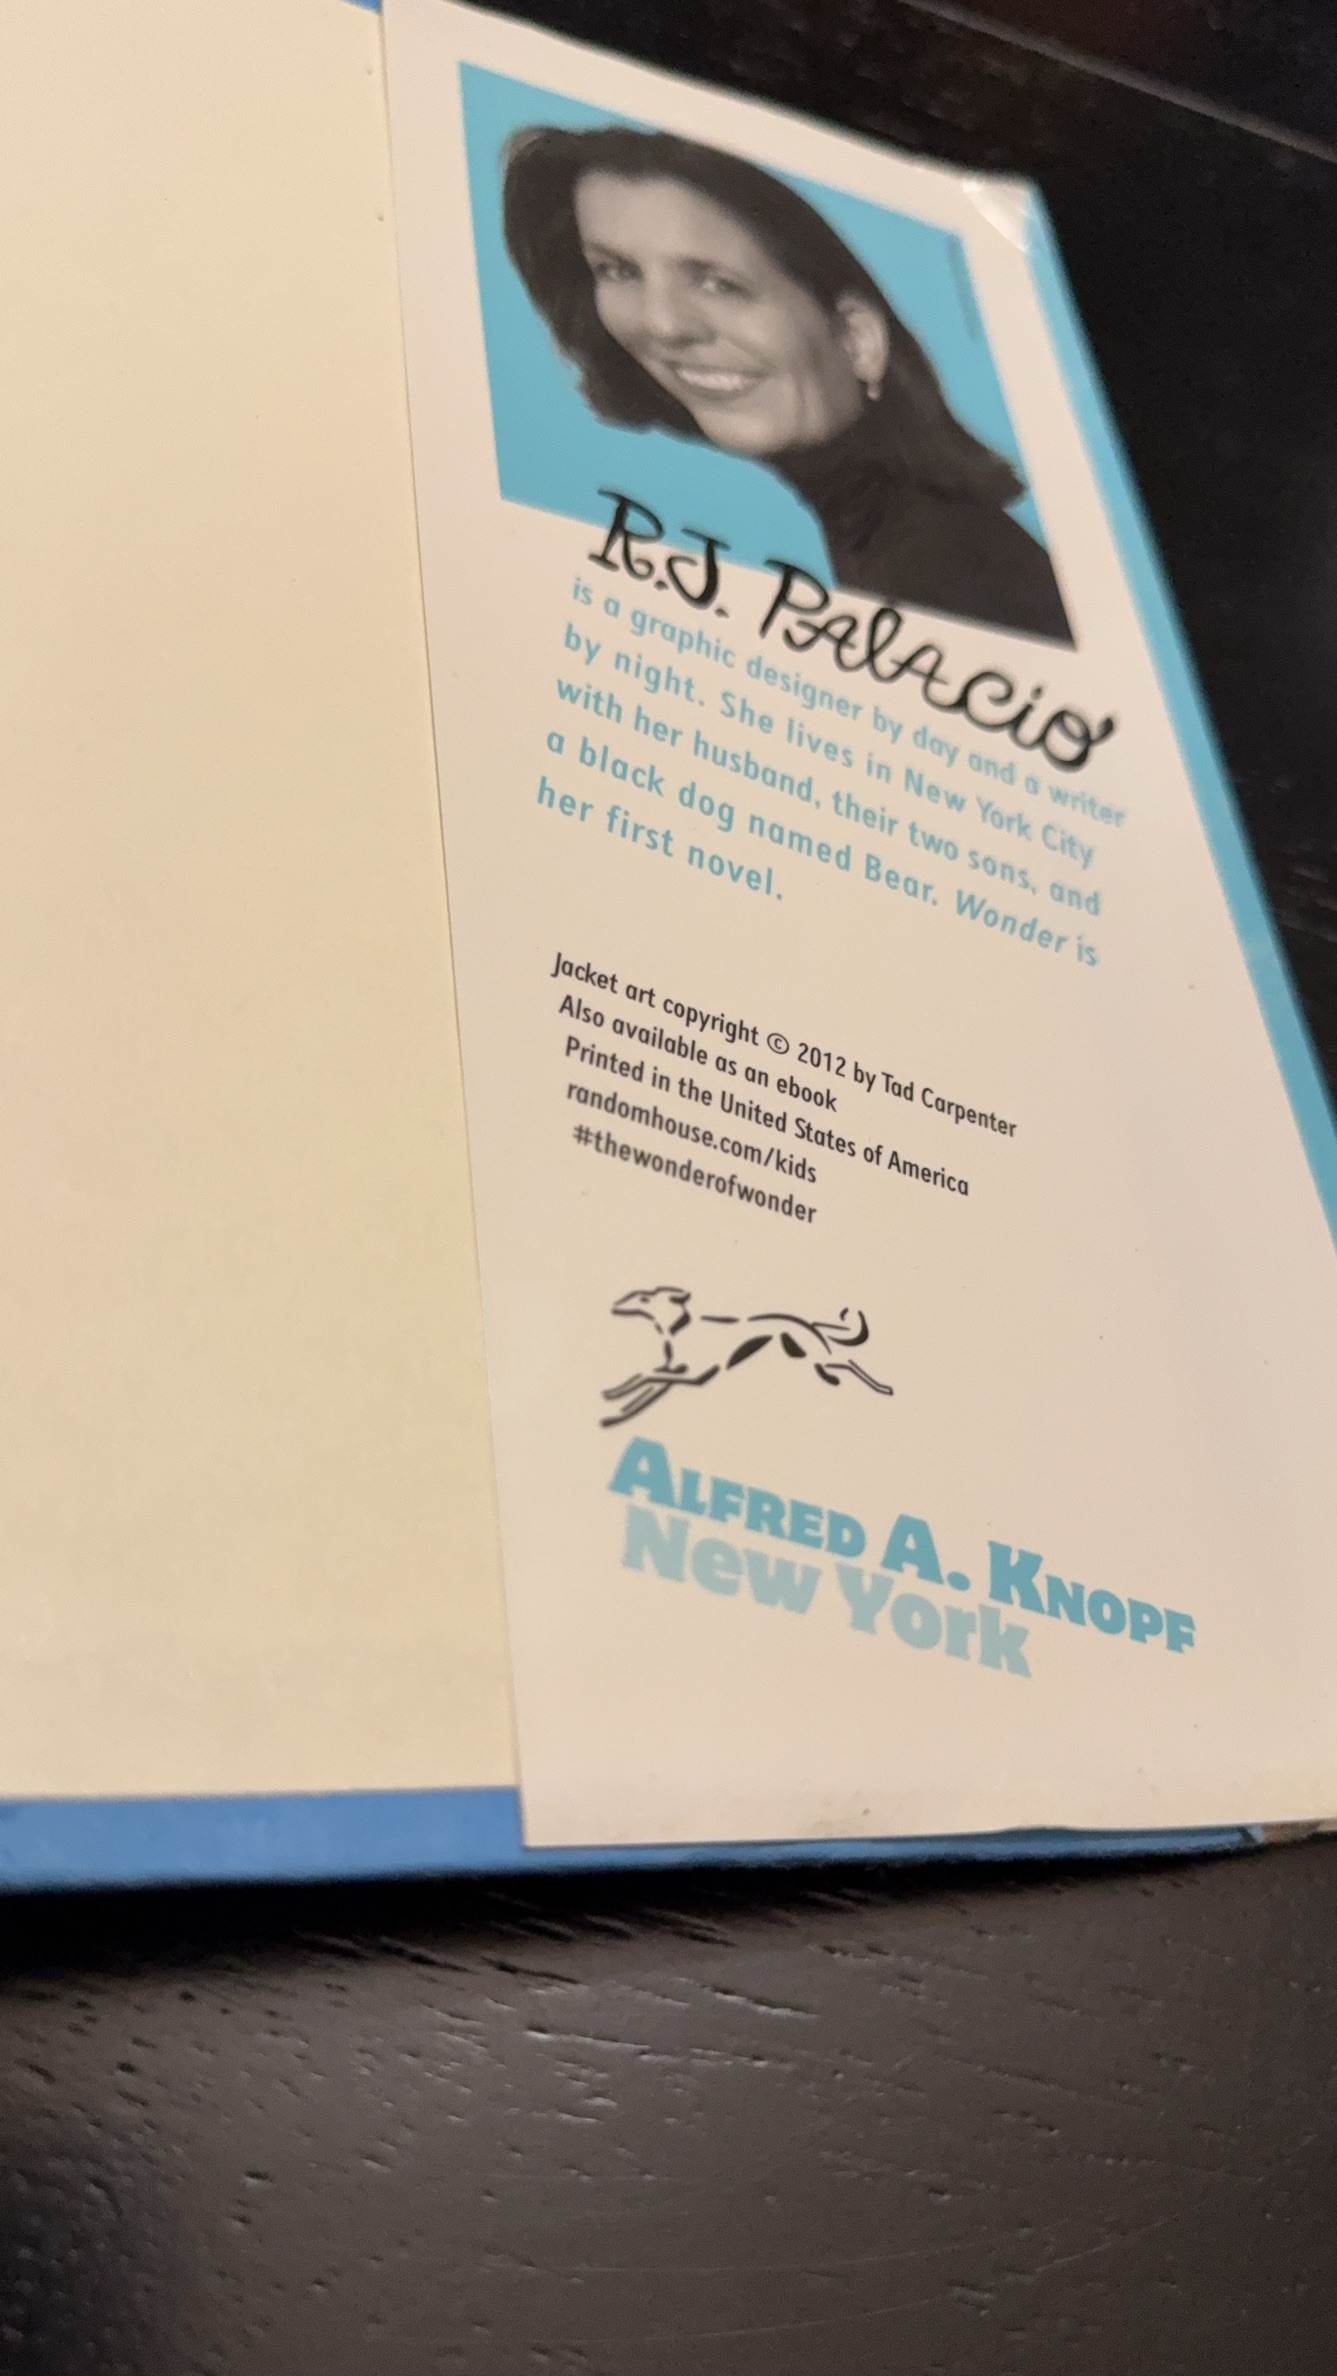 R.J. PALACIO
is a graphic designer by day and a writer
by night. She lives in New York City
with her husband, their two sons, and
a black dog named Bear. Wonder is
her first novel.
Jacket art copyright © 2012 by Tad Carpenter
Also available as an ebook
Printed in the United States of America
randomhouse.com/kids
#thewonderofwonder
ALFRED A. KNOPF
New York